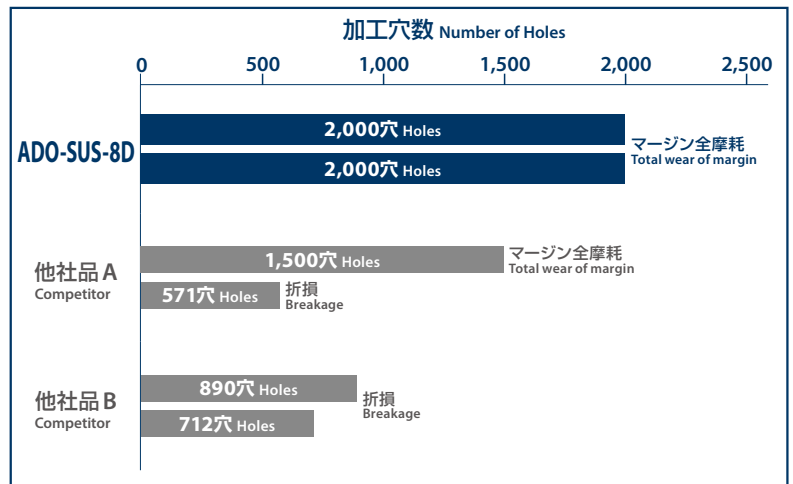 加工穴数 Number of Holes
0 500 1,000 1,500 2,000 2,500
ADO-SUS-8D
2,000穴 Holes
2,000穴 Holes
マージン全摩耗
Total wear of margin
他社品A
Competitor
1,500穴 Holes
マージン全摩耗
Total wear of margin
571穴 Holes
折損
Breakage
他社品B
Competitor
890穴 Holes
712穴 Holes
折損
Breakage